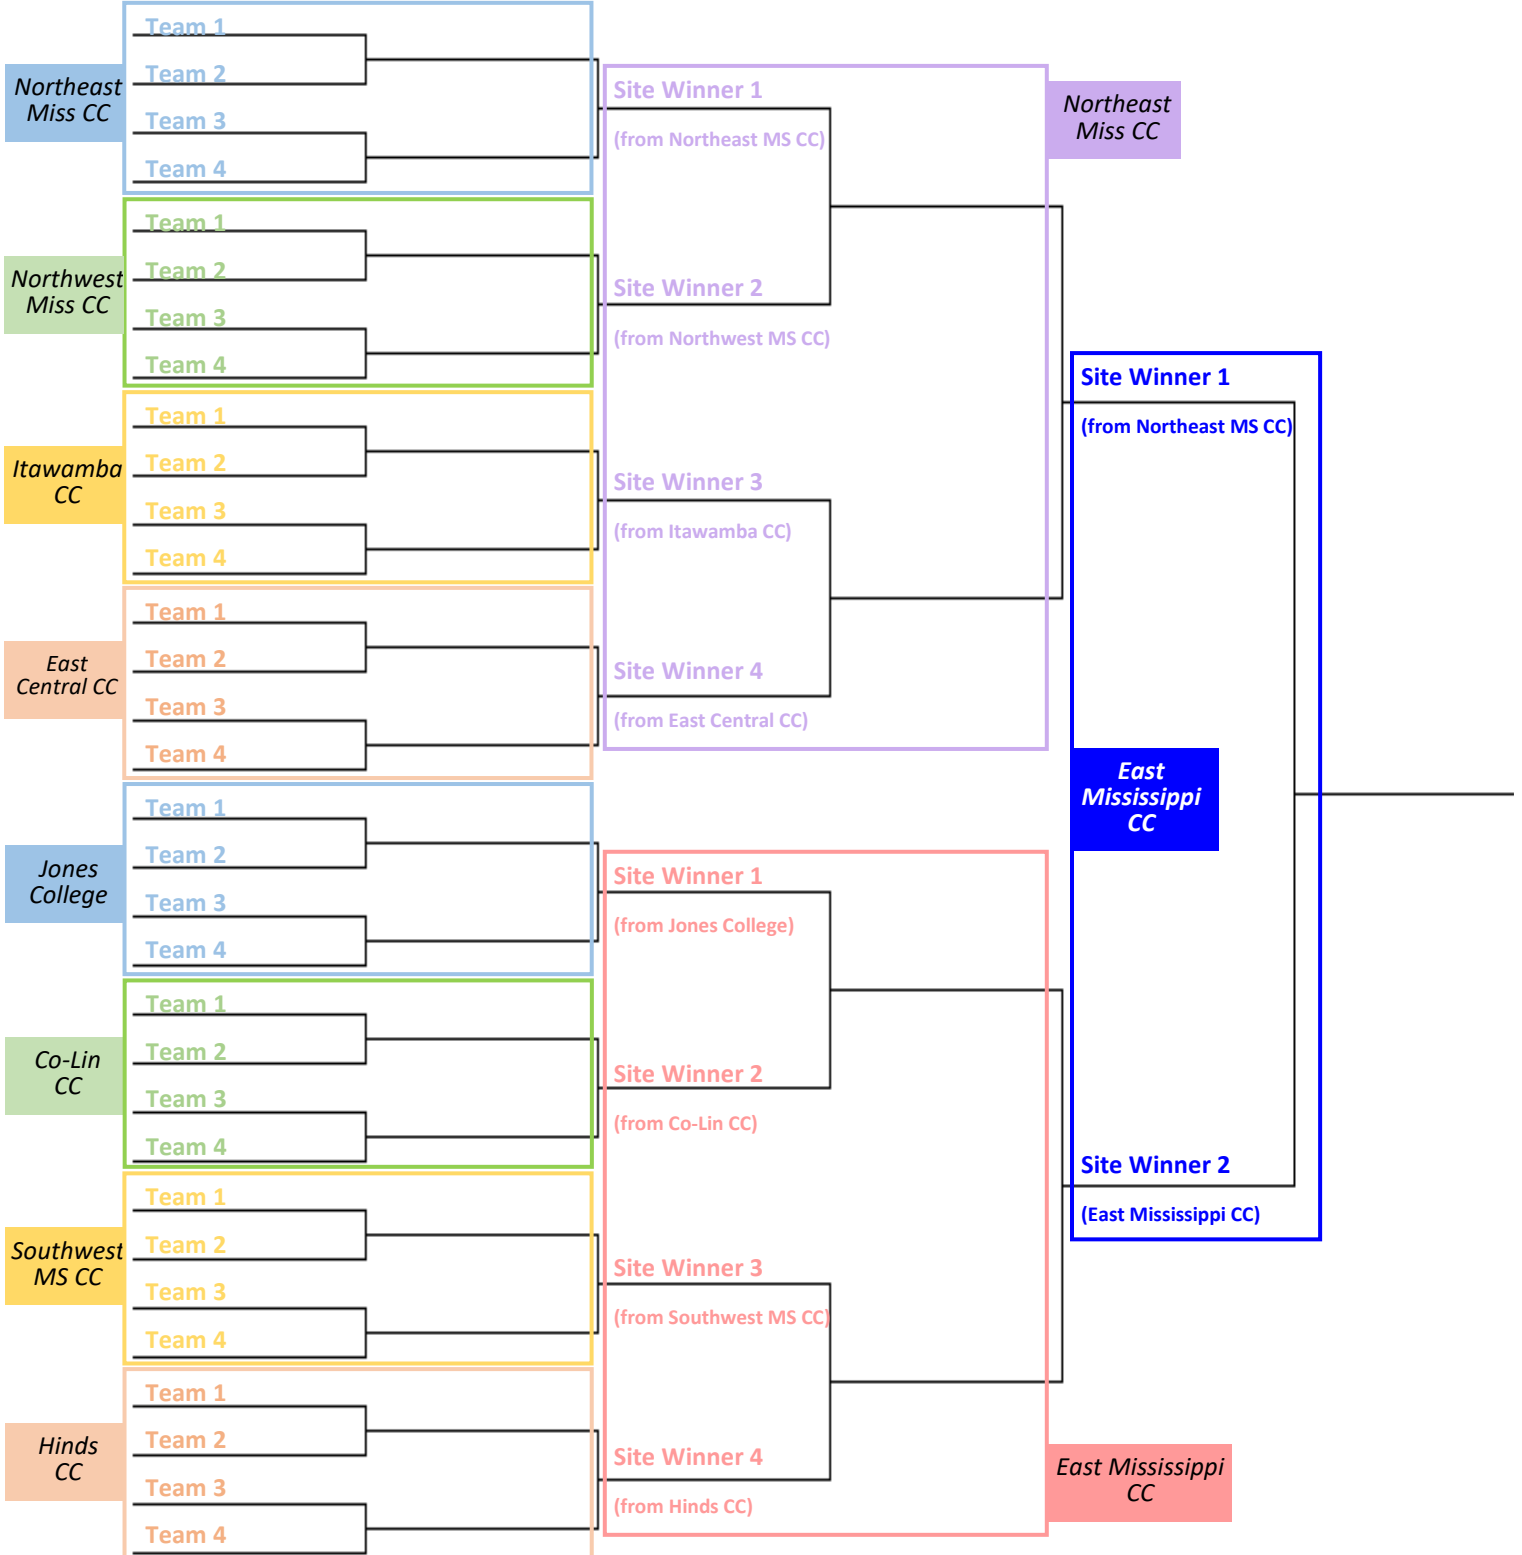 Northeast
Miss CC
Team 1
Team 2
Team 3
Team 4
Northwest
Miss CC
Team 1
Team 2
Team 3
Team 4
Itawamba
CC
Team 1
Team 2
Team 3
Team 4
East
Central CC
Team 1
Team 2
Team 3
Team 4
Jones
College
Team 1
Team 2
Team 3
Team 4
Co-Lin
CC
Team 1
Team 2
Team 3
Team 4
Southwest
MS CC
Team 1
Team 2
Team 3
Team 4
Hinds
CC
Team 1
Team 2
Team 3
Team 4
Northeast
Miss CC
Site Winner 1
(from Northeast MS CC)
Site Winner 2
(from Northwest MS CC)
Site Winner 3
(from Itawamba CC)
Site Winner 4
(from East Central CC)
Site Winner 1
(from Jones College)
Site Winner 2
(from Co-Lin CC)
Site Winner 3
(from Southwest MS CC)
Site Winner 4
(from Hinds CC)
East Mississippi
CC
Site Winner 1
(from Northeast MS CC)
East
Mississippi
CC
Site Winner 2
(East Mississippi CC)